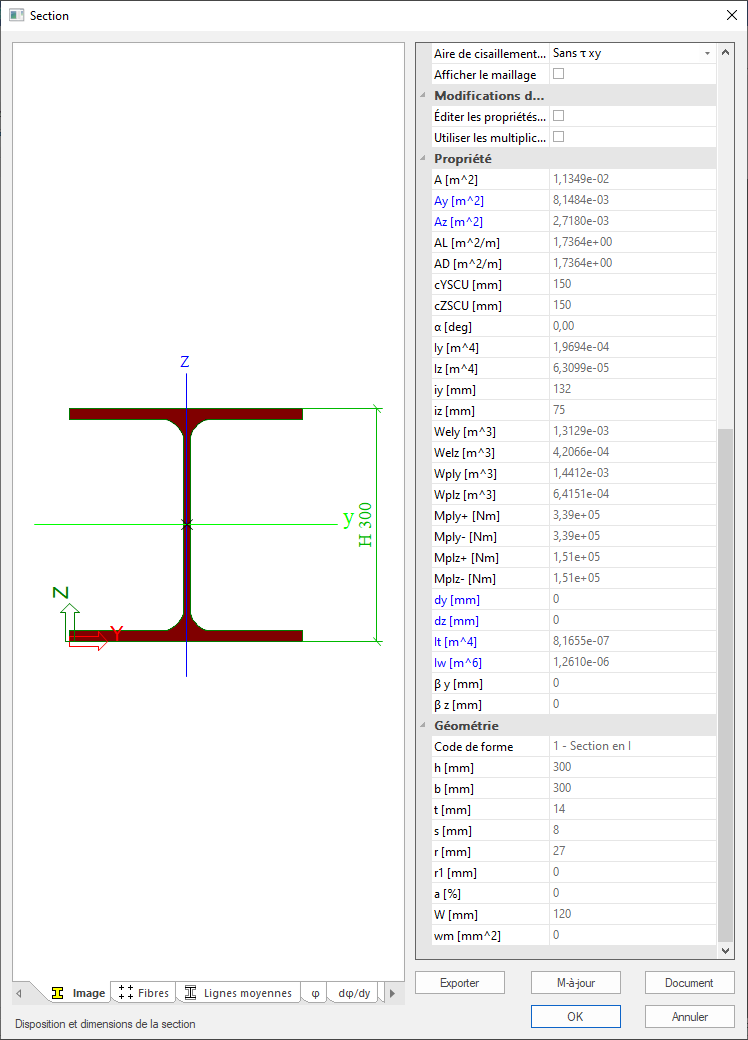 Section
Aire de cisaillement... Sans τ xy
Afficher le maillage
Modifications d...
Éditer les propriétés...
Utiliser les multiplic...
Propriété
A [m^2] 1,1349e-02
Ay [m^2] 8,1484e-03
Az [m^2] 2,7180e-03
AL [m^2/m] 1,7364e+00
AD [m^2/m] 1,7364e+00
cYSCU [mm] 150
cZSCU [mm] 150
α [deg] 0,00
Iy [m^4] 1,9694e-04
Iz [m^4] 6,3099e-05
iy [mm] 132
iz [mm] 75
Wely [m^3] 1,3129e-03
Welz [m^3] 4,2066e-04
Wply [m^3] 1,4412e-03
Wplz [m^3] 6,4151e-04
Mply+ [Nm] 3,39e+05
Mply- [Nm] 3,39e+05
Mplz+ [Nm] 1,51e+05
Mplz- [Nm] 1,51e+05
dy [mm] 0
dz [mm] 0
It [m^4] 8,1655e-07
Iw [m^6] 1,2610e-06
β y [mm] 0
β z [mm] 0
Géométrie
Code de forme 1 - Section en I
h [mm] 300
b [mm] 300
t [mm] 14
s [mm] 8
r [mm] 27
r1 [mm] 0
a [%] 0
W [mm] 120
wm [mm^2] 0
z
y
H 300
Z
Y
Image Fibres Lignes moyennes φ dφ/dy
Exporter M-à-jour Document
Disposition et dimensions de la section
OK Annuler